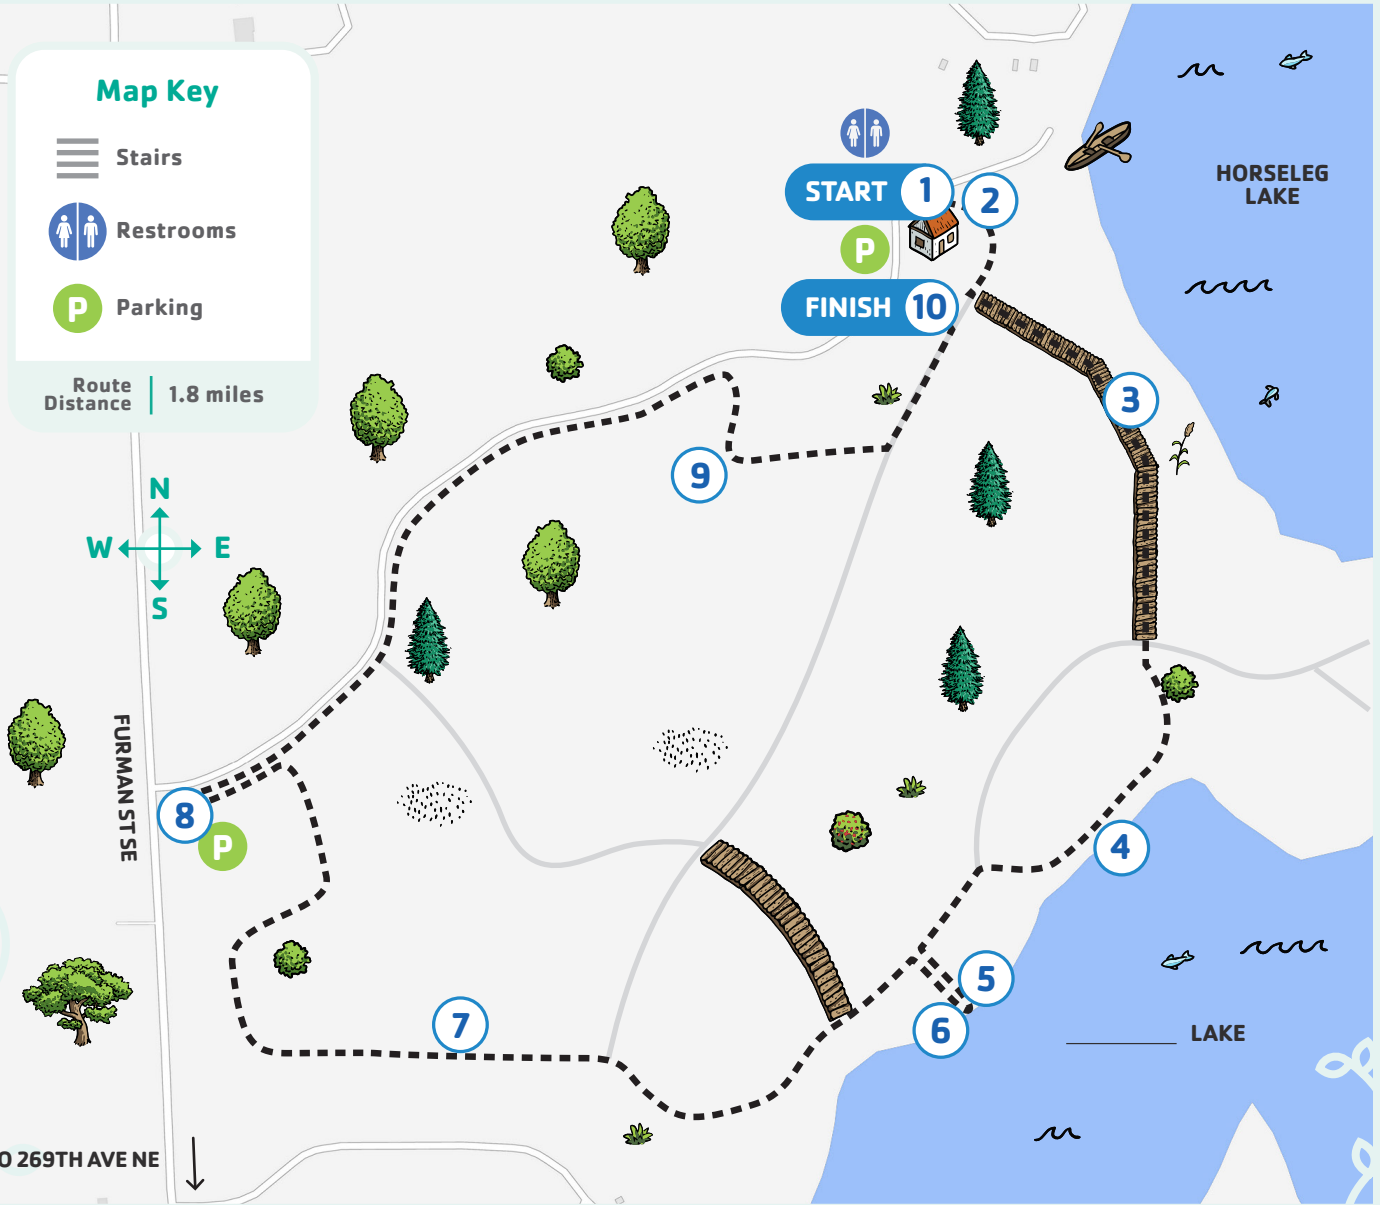 Map Key
Stairs
Restrooms
P Parking
Route
Distance
1.8 miles
N
W E
S
START 1
2
P
FINISH 10
3
HORSELEG
LAKE
9
FURMAN ST SE
8
P
4
5
6
7
LAKE
O 269TH AVE NE